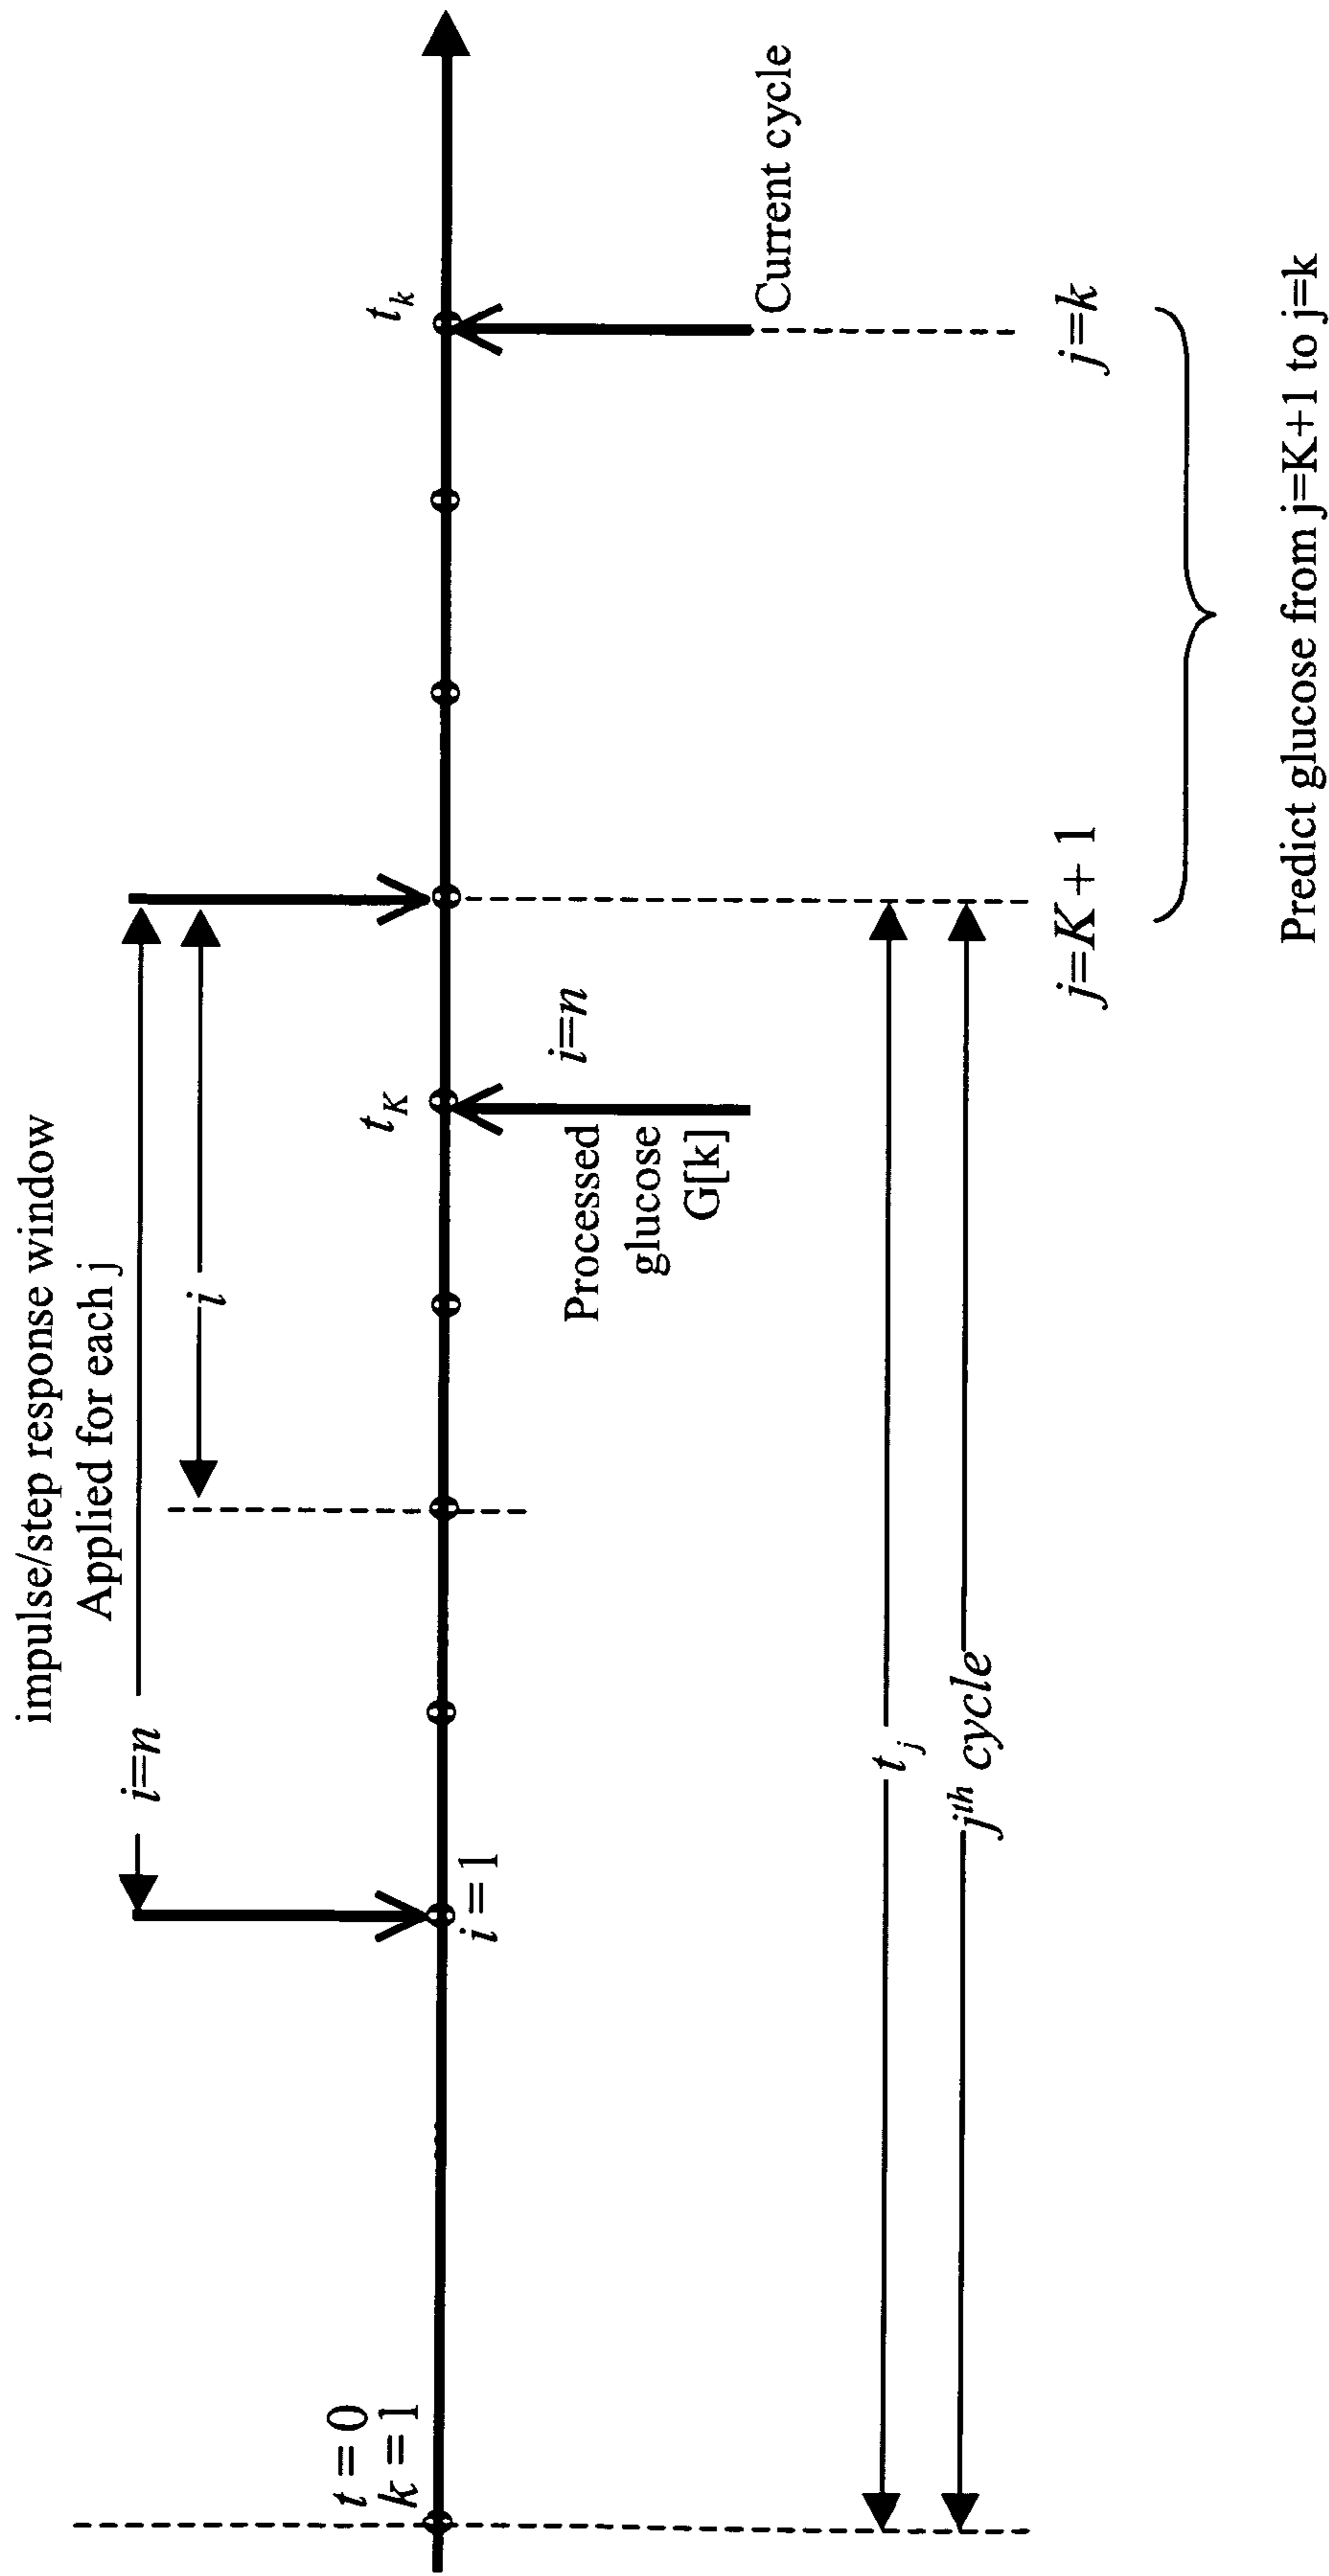 impulse/step response window
Applied for each j
i=n
i
t = 0
k = 1
t_K
t_k
i = 1
i=n
Processed
glucose
G[k]
Current cycle
t_j
j^th cycle
j=K + 1
j=k
Predict glucose from j=K+1 to j=k